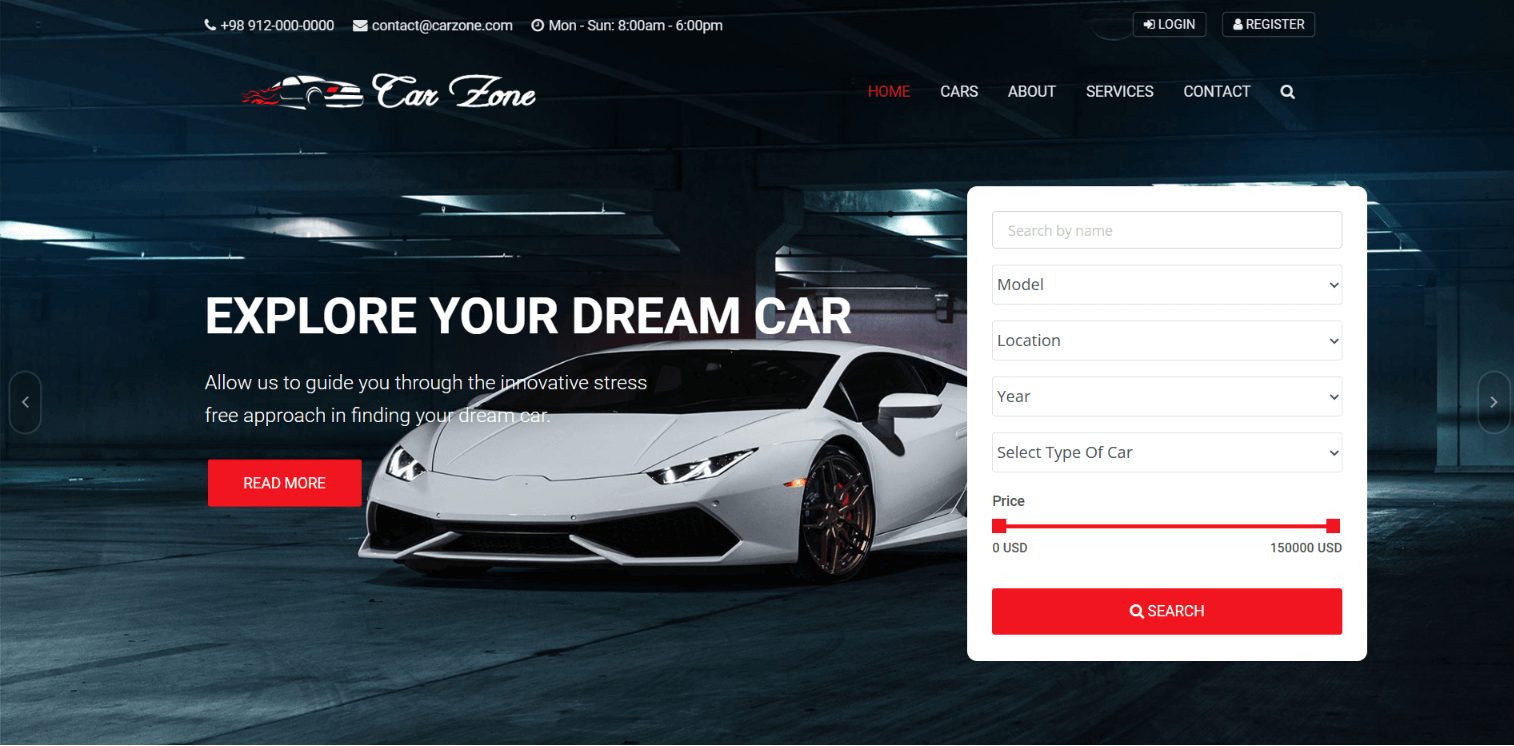 +98 912-000-0000 contact@carzone.com Mon - Sun: 8:00am - 6:00pm LOGIN REGISTER
Car Zone HOME CARS ABOUT SERVICES CONTACT
EXPLORE YOUR DREAM CAR
Allow us to guide you through the innovative stress
free approach in finding your dream car.
READ MORE
Search by name
Model
Location
Year
Select Type Of Car
Price
0 USD 150000 USD
SEARCH